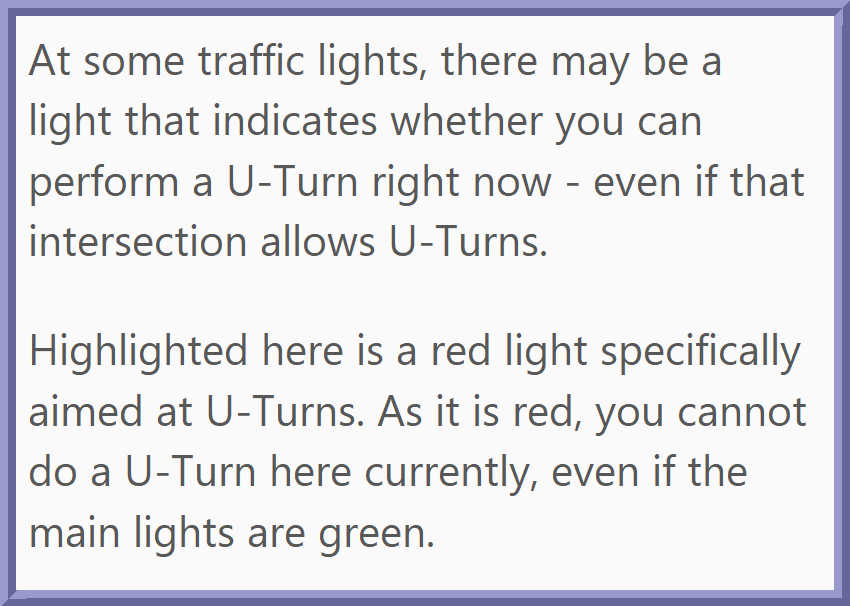 At some traffic lights, there may be a
light that indicates whether you can
perform a U-Turn right now - even if that
intersection allows U-Turns.
Highlighted here is a red light specifically
aimed at U-Turns. As it is red, you cannot
do a U-Turn here currently, even if the
main lights are green.